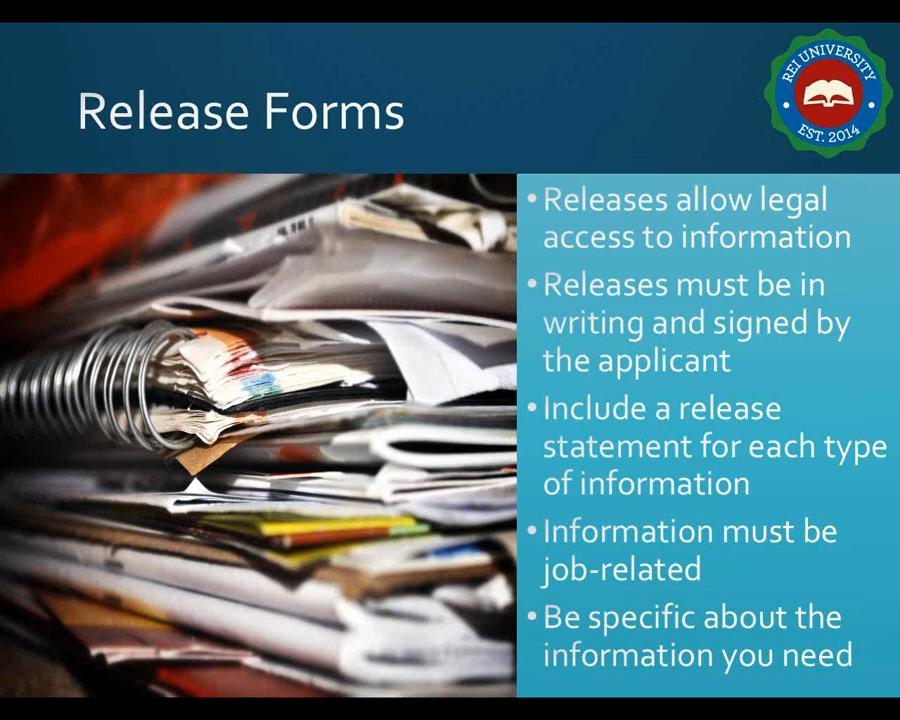 Release Forms
REI UNIVERSITY
EST. 2014
•Releases allow legal
access to information
•Releases must be in
writing and signed by
the applicant
•Include a release
statement for each type
of information
•Information must be
job-related
•Be specific about the
information you need